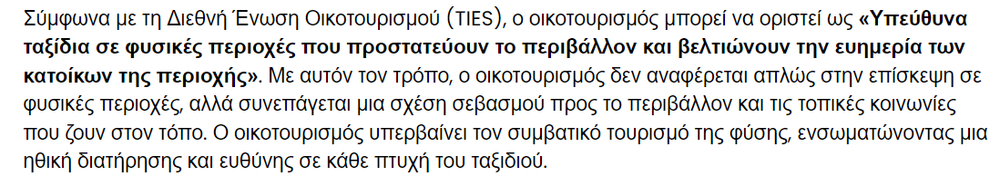 Σύμφωνα με τη Διεθνή Ένωση Οικοτουρισμού (TIES), ο οικοτουρισμός μπορεί να οριστεί ως «Υπεύθυνα
ταξίδια σε φυσικές περιοχές που προστατεύουν το περιβάλλον και βελτιώνουν την ευημερία των
κατοίκων της περιοχής». Με αυτόν τον τρόπο, ο οικοτουρισμός δεν αναφέρεται απλώς στην επίσκεψη σε
φυσικές περιοχές, αλλά συνεπάγεται μια σχέση σεβασμού προς το περιβάλλον και τις τοπικές κοινωνίες
που ζουν στον τόπο. Ο οικοτουρισμός υπερβαίνει τον συμβατικό τουρισμό της φύσης, ενσωματώνοντας μια
ηθική διατήρησης και ευθύνης σε κάθε πτυχή του ταξιδιού.